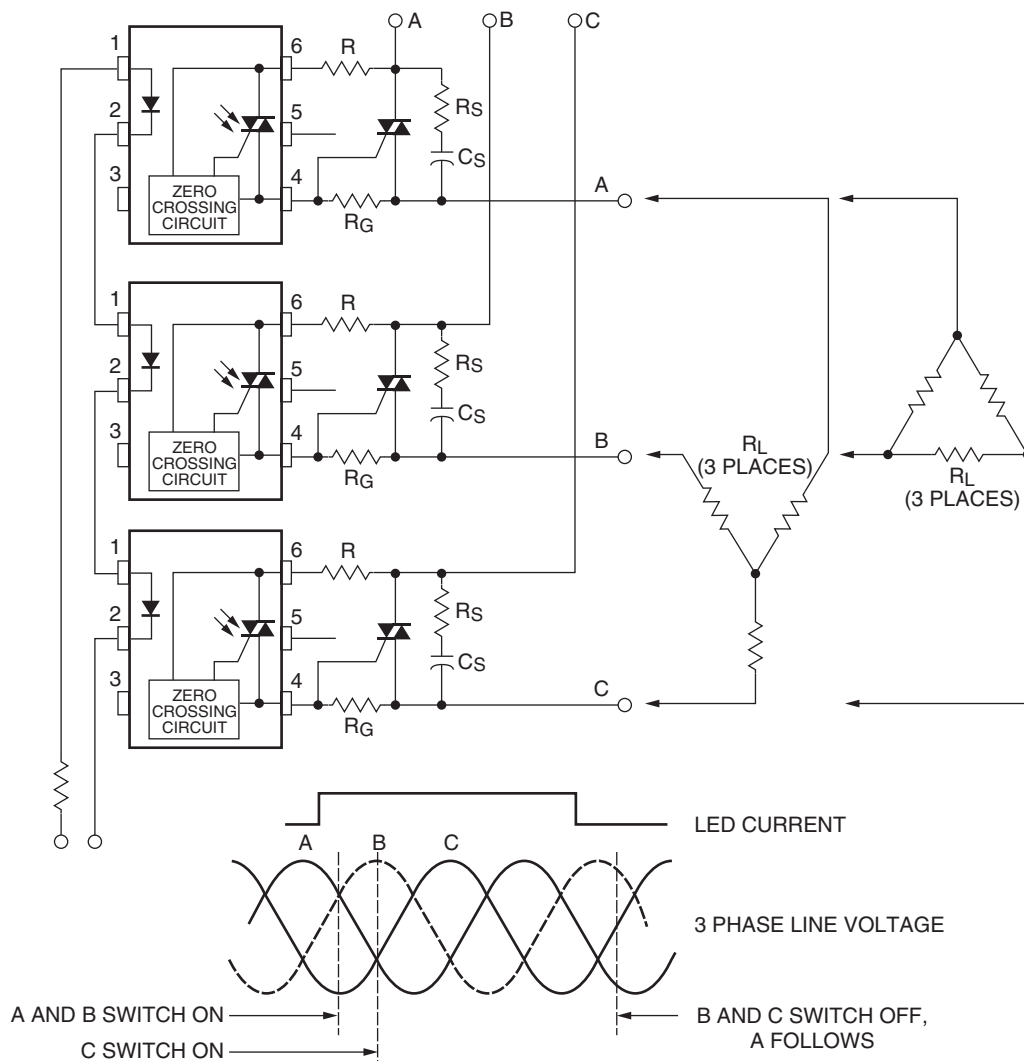 A
B
C
1
2
3
6
5
4
ZERO
CROSSING
CIRCUIT
R
RS
CS
RG
A
1
2
3
6
5
4
ZERO
CROSSING
CIRCUIT
R
RS
CS
RG
B
RL
(3 PLACES)
RL
(3 PLACES)
1
2
3
6
5
4
ZERO
CROSSING
CIRCUIT
R
RS
CS
RG
C
LED CURRENT
A
B
C
3 PHASE LINE VOLTAGE
A AND B SWITCH ON
C SWITCH ON
B AND C SWITCH OFF,
A FOLLOWS